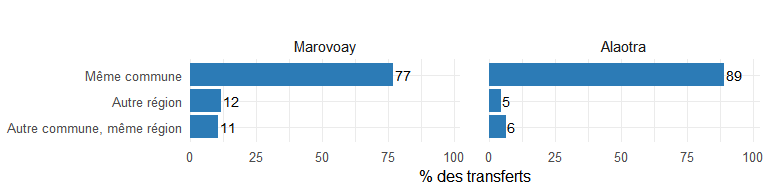 Marovoay Alaotra
Même commune 77 89
Autre région 12 5
Autre commune, même région 11 6
0 25 50 75 100 0 25 50 75 100
% des transferts